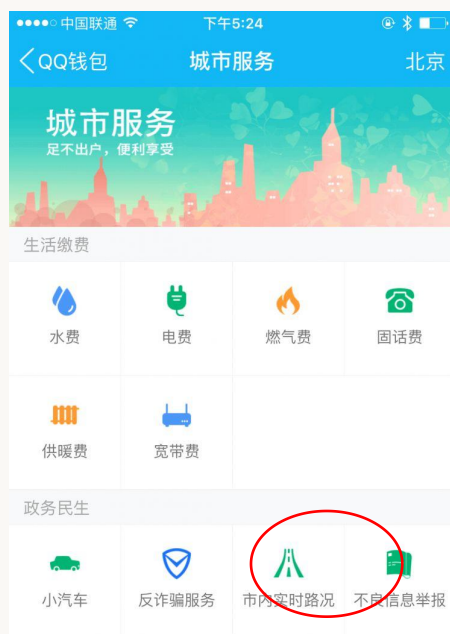 中国联通 下午5:24
QQ钱包 城市服务 北京
城市服务
足不出户，便利享受
生活缴费
水费 电费 燃气费 固话费
供暖费 宽带费
政务民生
小汽车 反诈骗服务 市内实时路况 不良信息举报